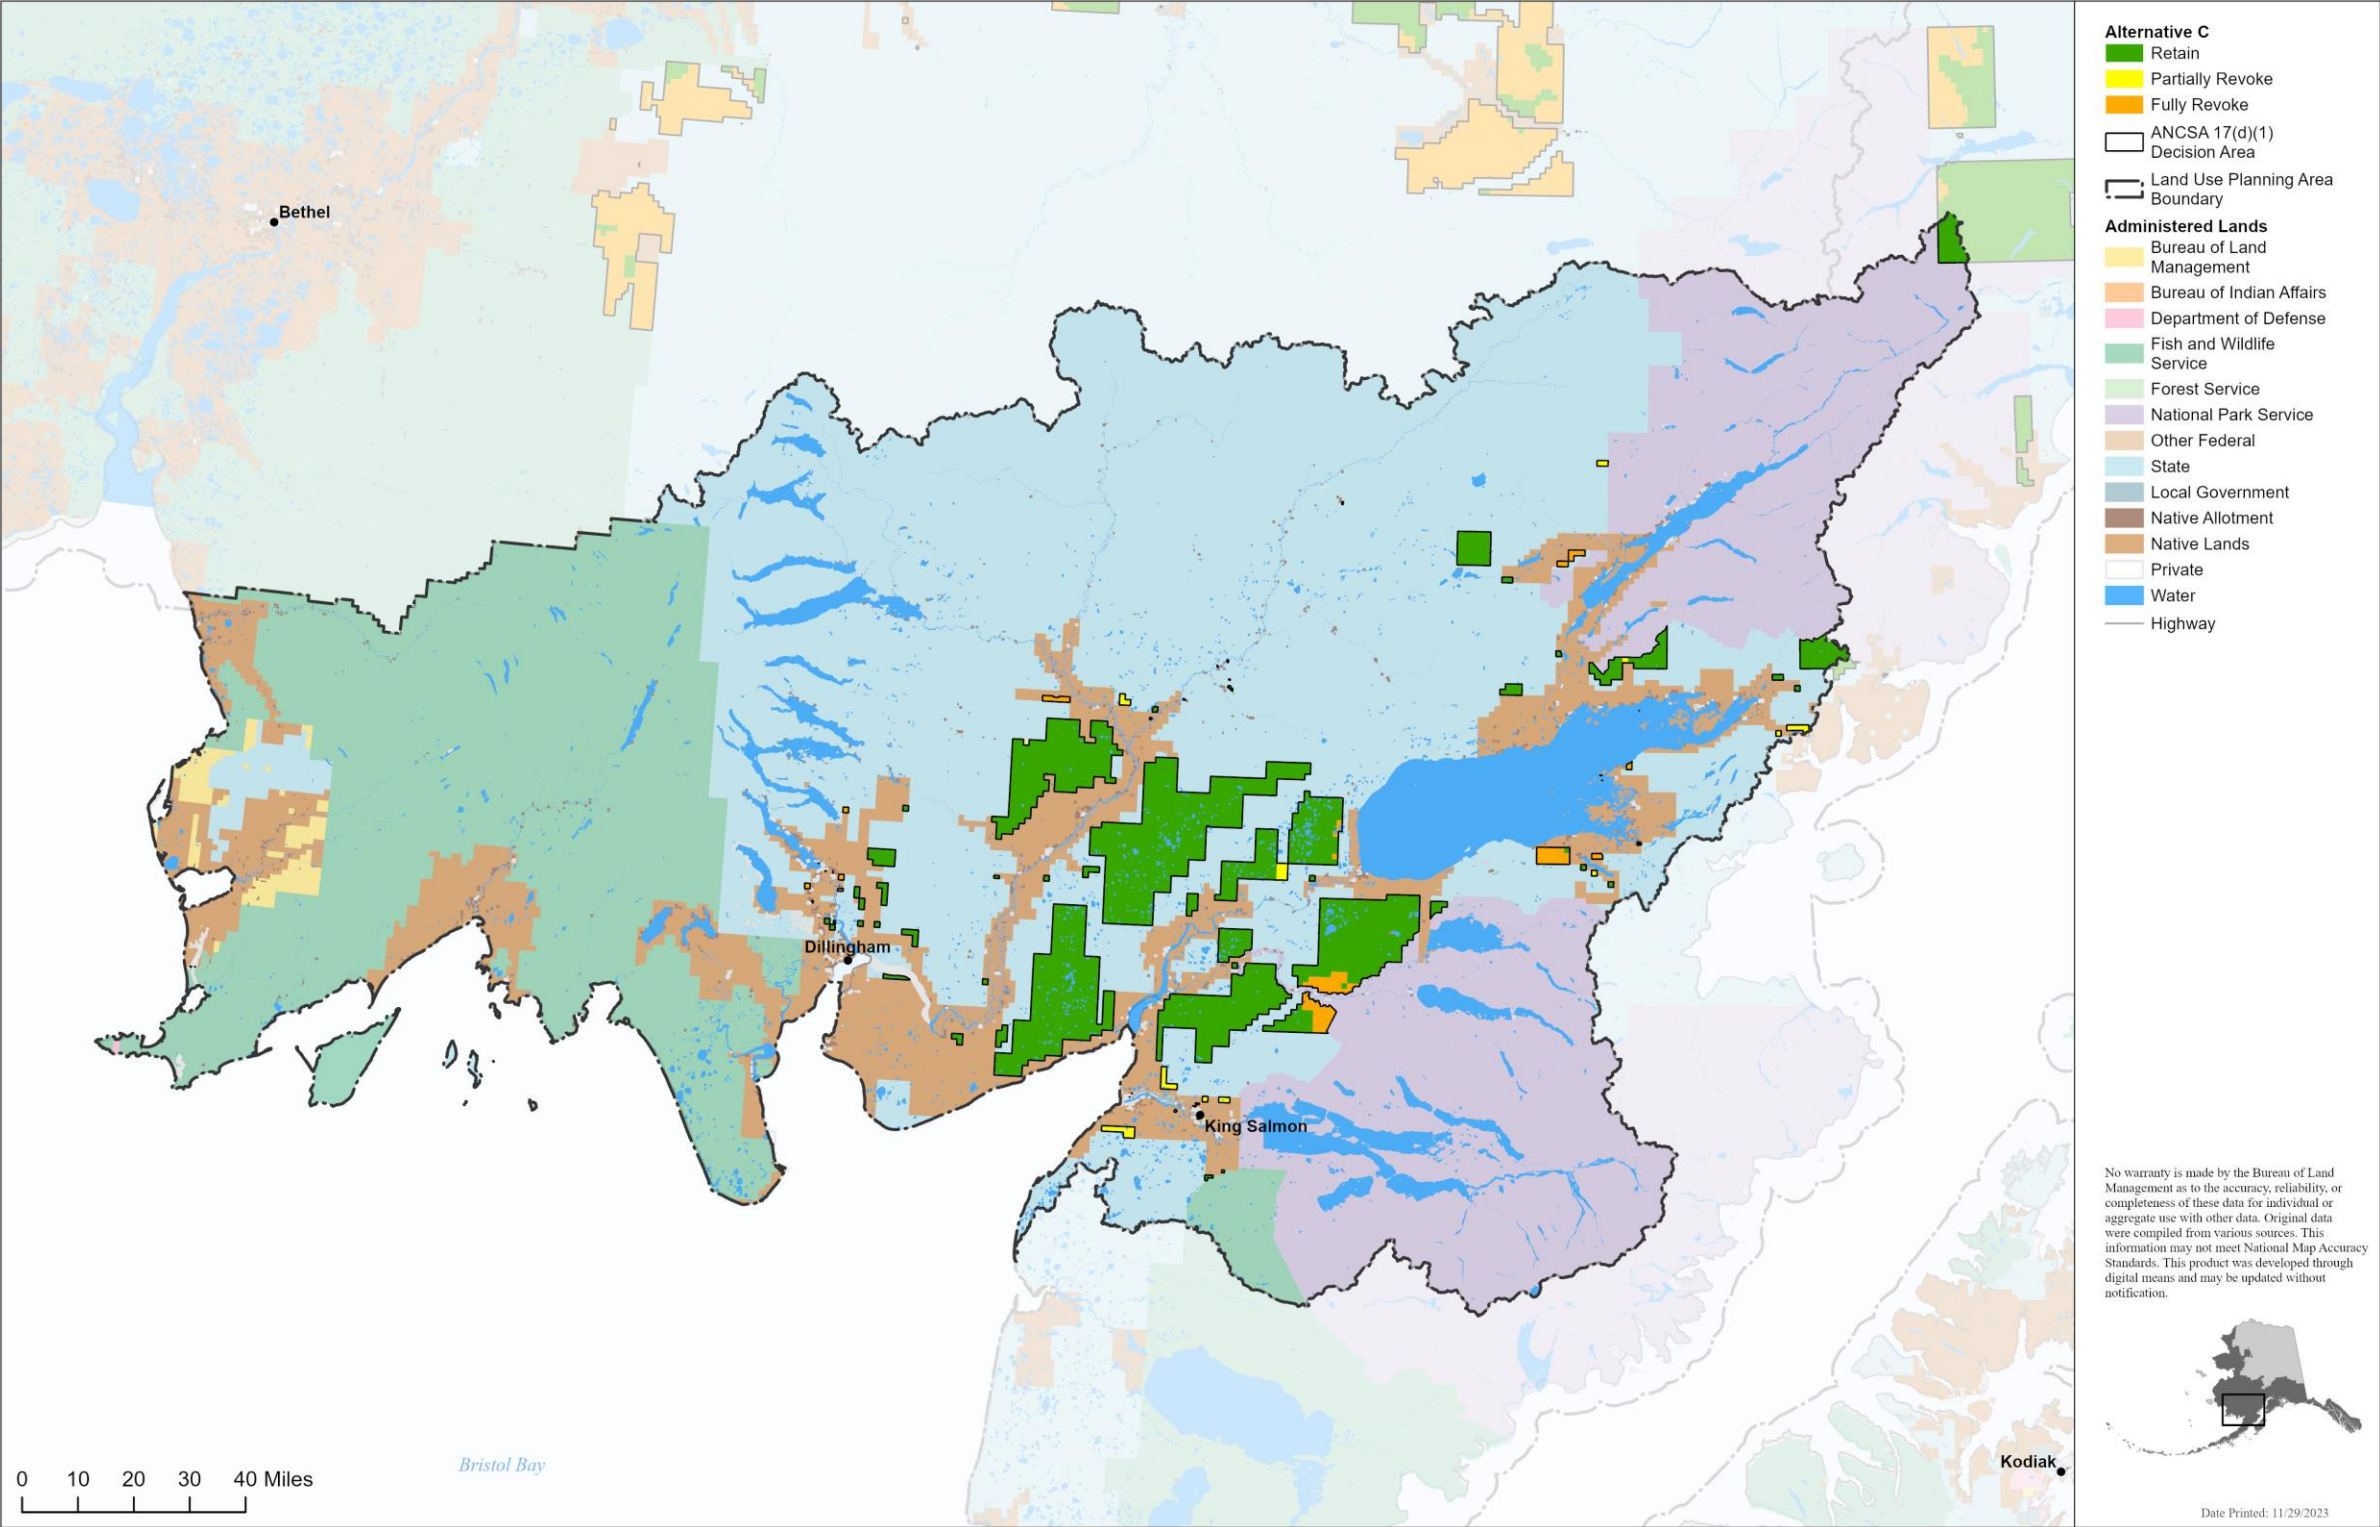 Bethel
Dillingham
King Salmon
Bristol Bay
Kodiak
0 10 20 30 40 Miles
Alternative C
Retain
Partially Revoke
Fully Revoke
ANCSA 17(d)(1)
Decision Area
Land Use Planning Area
Boundary
Administered Lands
Bureau of Land
Management
Bureau of Indian Affairs
Department of Defense
Fish and Wildlife
Service
Forest Service
National Park Service
Other Federal
State
Local Government
Native Allotment
Native Lands
Private
Water
Highway
No warranty is made by the Bureau of Land
Management as to the accuracy, reliability, or
completeness of these data for individual or
aggregate use with other data. Original data
were compiled from various sources. This
information may not meet National Map Accuracy
Standards. This product was developed through
digital means and may be updated without
notification.
Date Printed: 11/29/2023